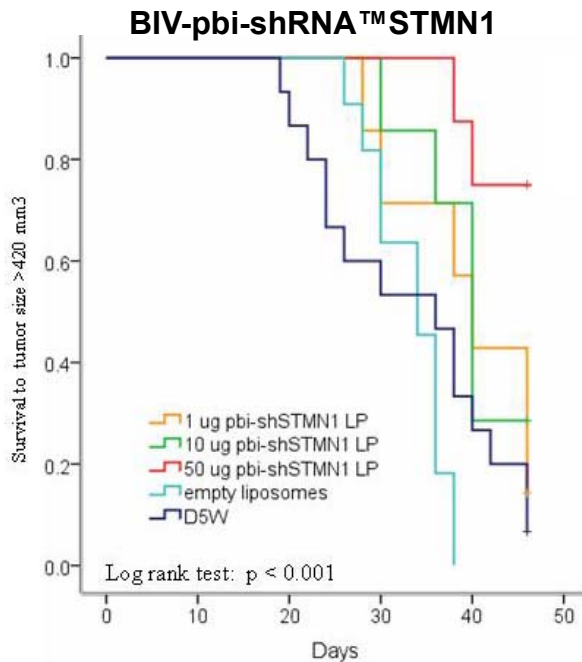 BIV-pbi-shRNA™STMN1
Survival to tumor size >420 mm3
1.0
0.8
0.6
0.4
0.2
0.0
1 ug pbi-shSTMN1 LP
10 ug pbi-shSTMN1 LP
50 ug pbi-shSTMN1 LP
empty liposomes
D5W
Log rank test: p < 0.001
0 10 20 30 40 50
Days